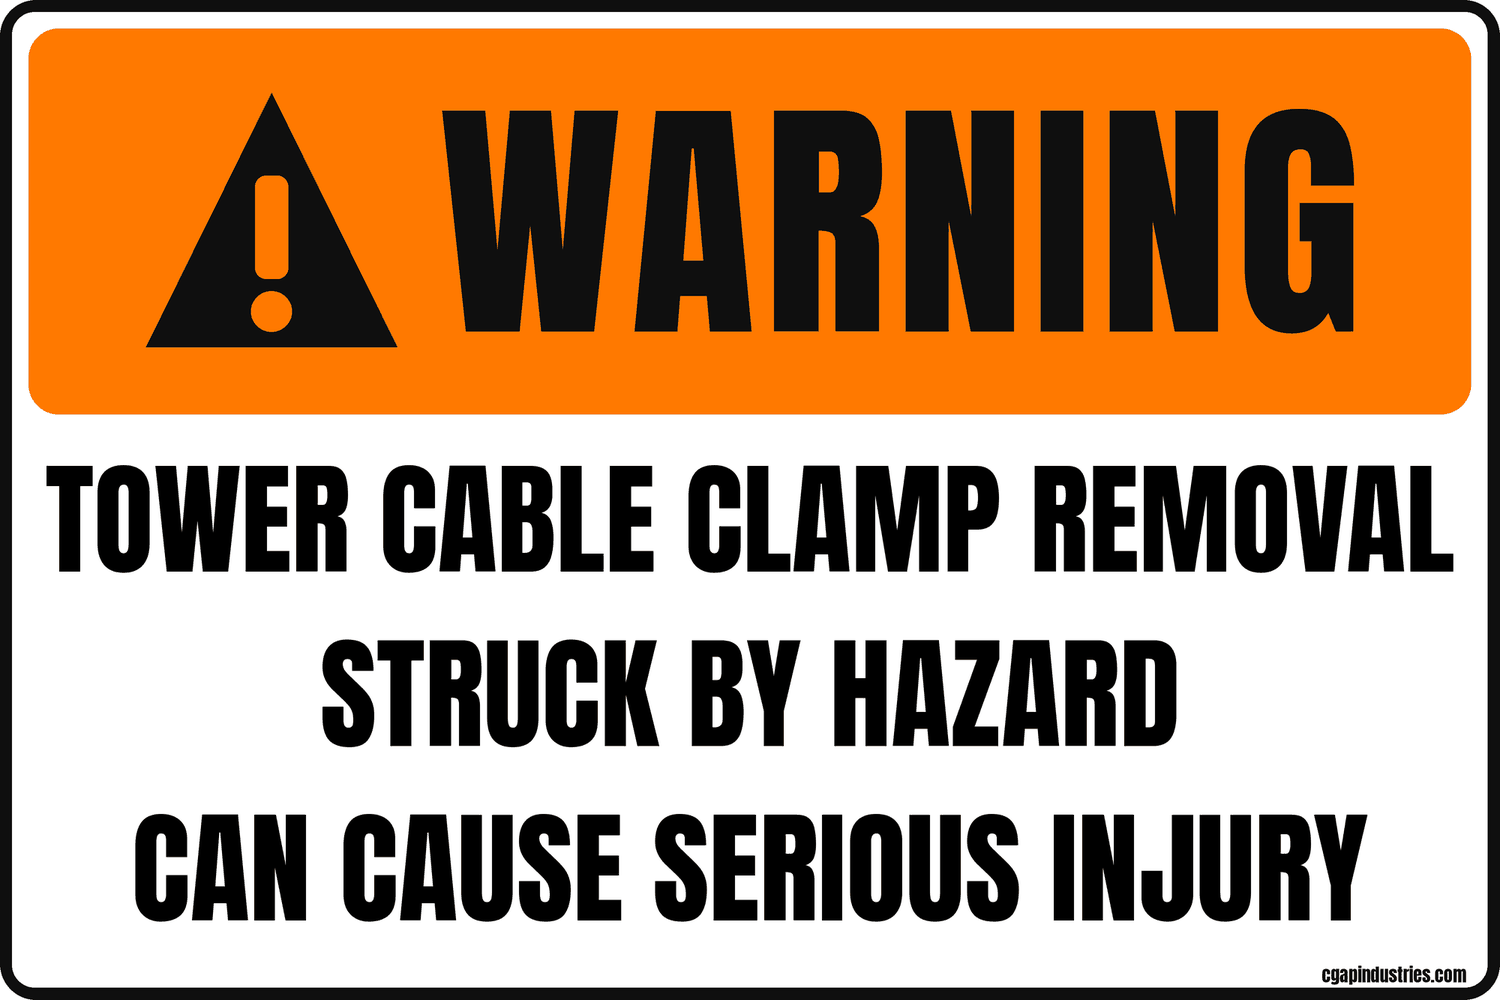 WARNING
TOWER CABLE CLAMP REMOVAL
STRUCK BY HAZARD
CAN CAUSE SERIOUS INJURY
cgapindustries.com